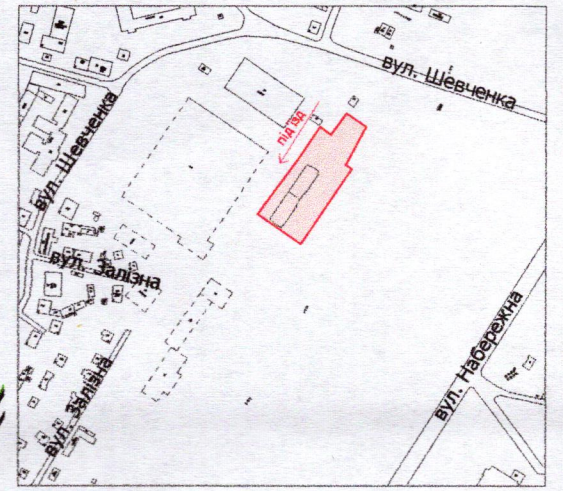 вул. Шевченка
під'їзд
вул. Шевченка
вул. Залізна
вул. Набережна
вул. Залізна